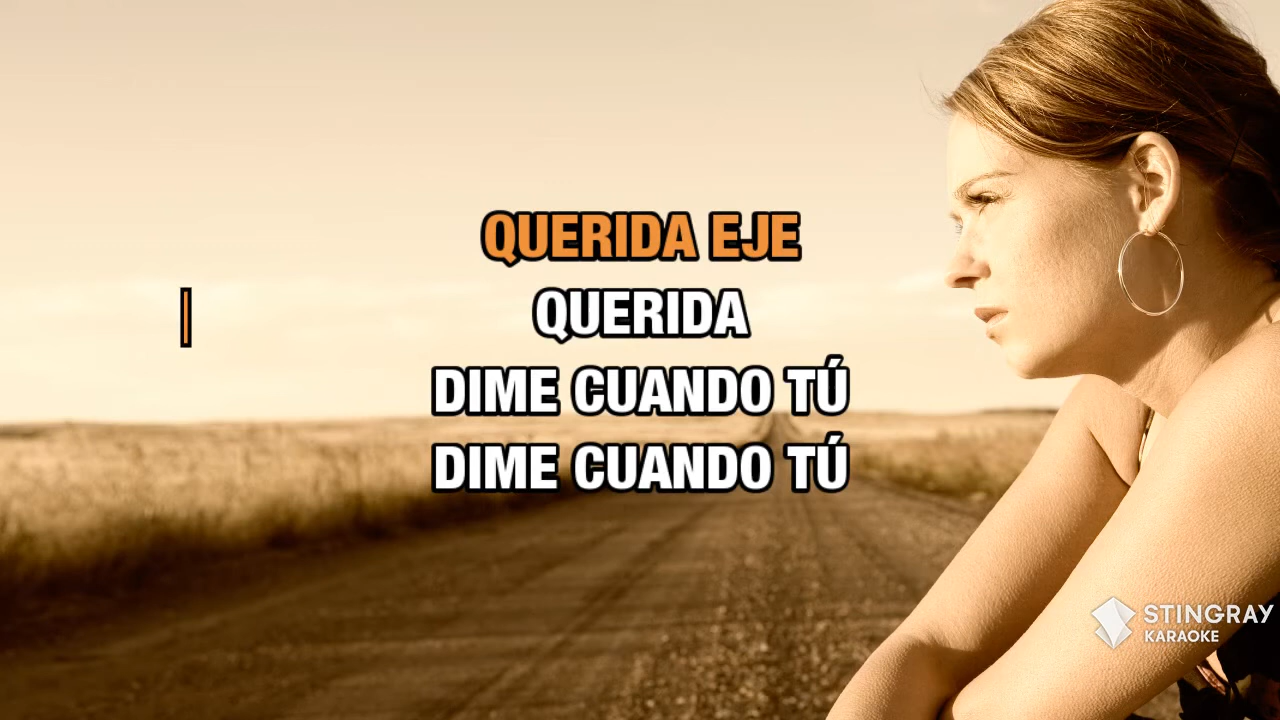 QUERIDA EJE
QUERIDA
DIME CUANDO TÚ
DIME CUANDO TÚ
STINGRAY
KARAOKE